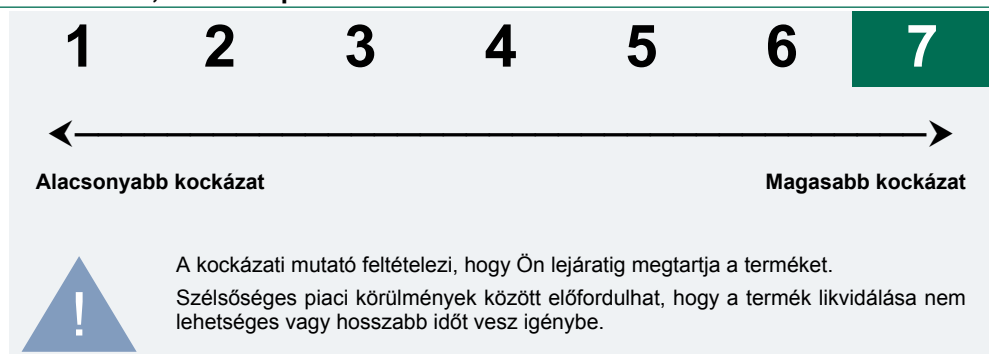 1 2 3 4 5 6 7
Alacsonyabb kockázat Magasabb kockázat
A kockázati mutató feltételezi, hogy Ön lejáratig megtartja a terméket.
Szélsőséges piaci körülmények között előfordulhat, hogy a termék likvidálása nem
lehetséges vagy hosszabb időt vesz igénybe.